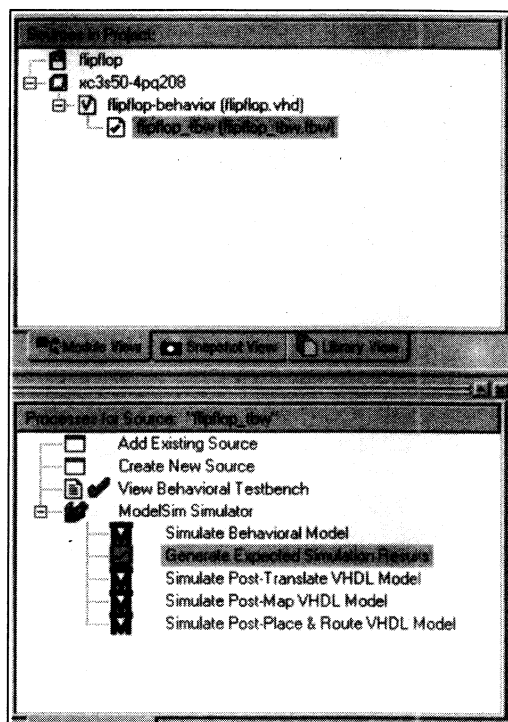 Sources in Project:
flipflop
xc3s50-4pq208
flipflop-behavior (flipflop.vhd)
flipflop_tbw (flipflop_tbw.tbw)
Module View
Snapshot View
Library View
Processes for Source: "flipflop_tbw"
Add Existing Source
Create New Source
View Behavioral Testbench
ModelSim Simulator
Simulate Behavioral Model
Generate Expected Simulation Results
Simulate Post-Translate VHDL Model
Simulate Post-Map VHDL Model
Simulate Post-Place & Route VHDL Model